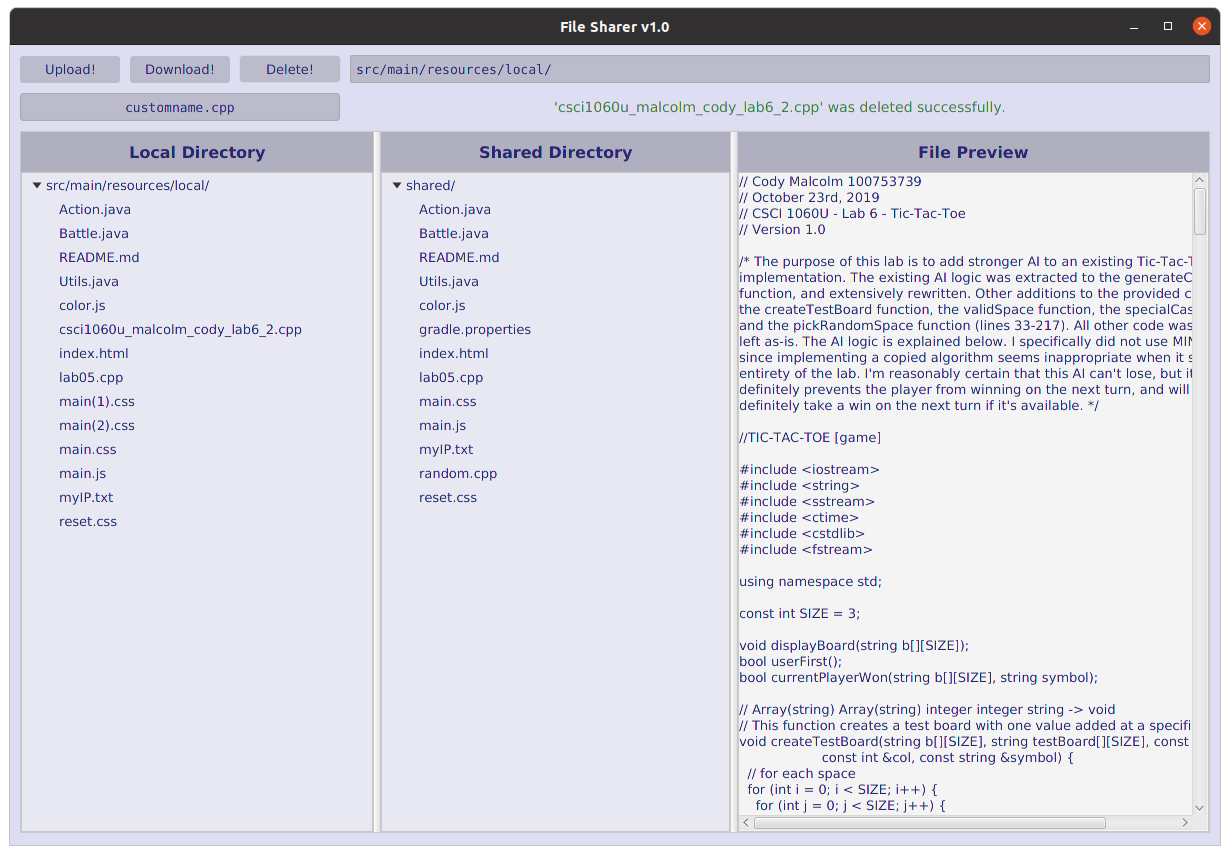 File Sharer v1.0
Upload!
Download!
Delete!
src/main/resources/local/
customname.cpp
'csci1060u_malcolm_cody_lab6_2.cpp' was deleted successfully.
Local Directory
src/main/resources/local/
Action.java
Battle.java
README.md
Utils.java
color.js
csci1060u_malcolm_cody_lab6_2.cpp
index.html
lab05.cpp
main(1).css
main(2).css
main.css
main.js
myIP.txt
reset.css
Shared Directory
shared/
Action.java
Battle.java
README.md
Utils.java
color.js
gradle.properties
index.html
lab05.cpp
main.css
main.js
myIP.txt
random.cpp
reset.css
File Preview
// Cody Malcolm 100753739
// October 23rd, 2019
// CSCI 1060U - Lab 6 - Tic-Tac-Toe
// Version 1.0
/* The purpose of this lab is to add stronger AI to an existing Tic-Tac-T
implementation. The existing AI logic was extracted to the generateC
function, and extensively rewritten. Other additions to the provided c
the createTestBoard function, the validSpace function, the specialCas
and the pickRandomSpace function (lines 33-217). All other code was
left as-is. The AI logic is explained below. I specifically did not use MIN
since implementing a copied algorithm seems inappropriate when it s
entirety of the lab. I'm reasonably certain that this AI can't lose, but it
definitely prevents the player from winning on the next turn, and will
definitely take a win on the next turn if it's available. */
//TIC-TAC-TOE [game]
#include <iostream>
#include <string>
#include <sstream>
#include <ctime>
#include <cstdlib>
#include <fstream>
using namespace std;
const int SIZE = 3;
void displayBoard(string b[][SIZE]);
bool userFirst();
bool currentPlayerWon(string b[][SIZE], string symbol);
// Array(string) Array(string) integer integer string -> void
// This function creates a test board with one value added at a specifi
void createTestBoard(string b[][SIZE], string testBoard[][SIZE], const
const int &col, const string &symbol) {
// for each space
for (int i = 0; i < SIZE; i++) {
for (int j = 0; j < SIZE; j++) {